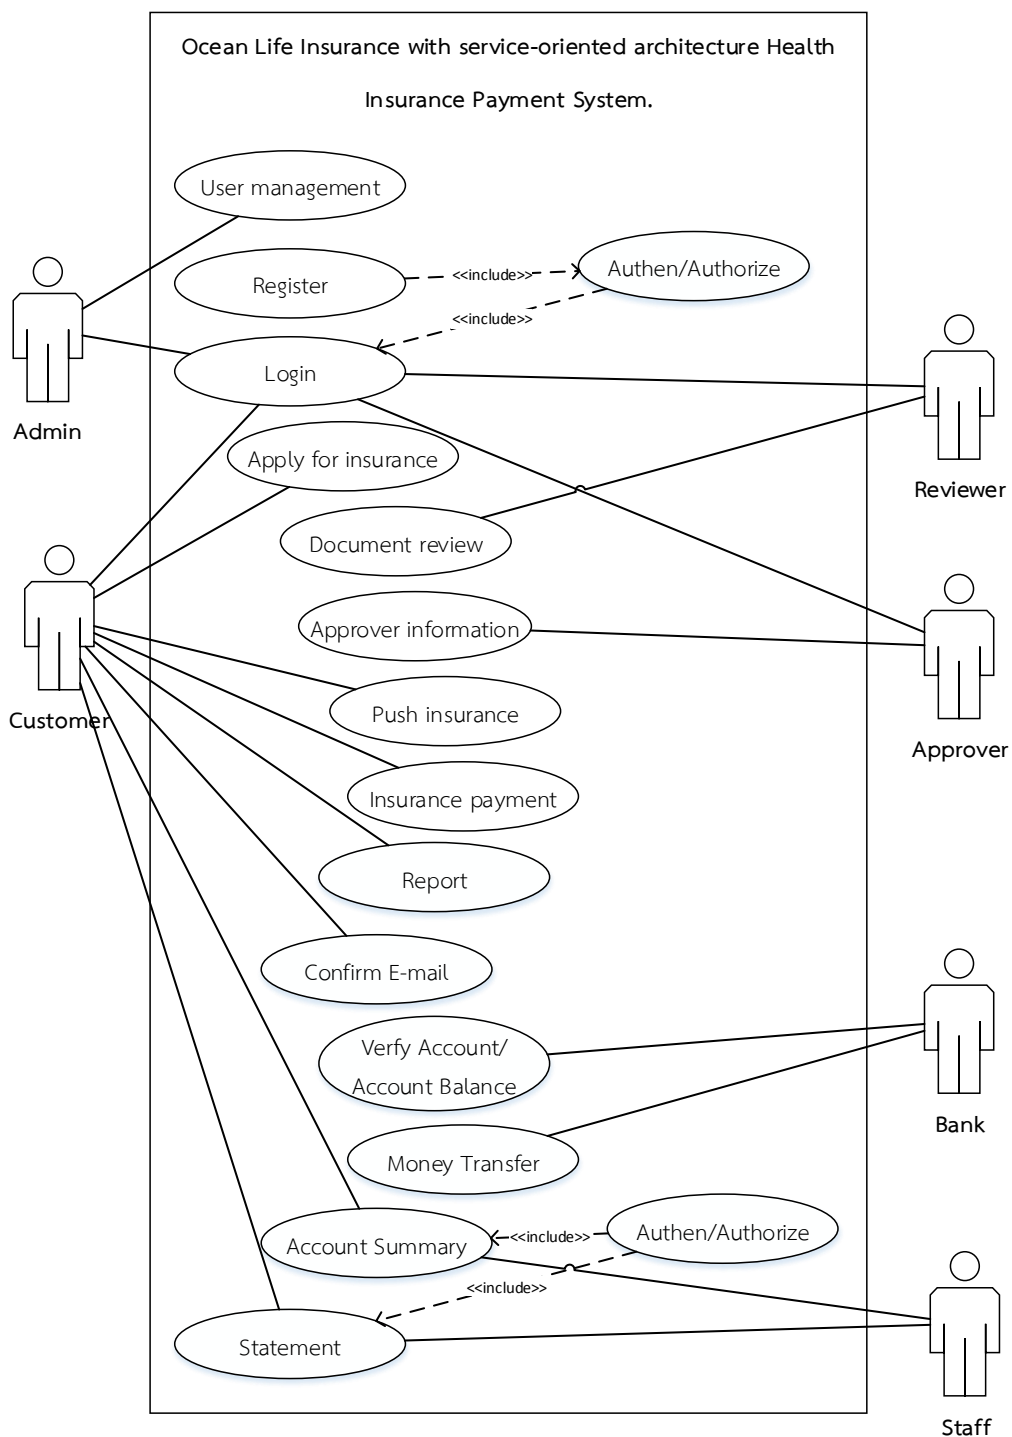 Ocean Life Insurance with service-oriented architecture Health
Insurance Payment System.
User management
Register
<<include>>
Authen/Authorize
<<include>>
Login
Admin
Apply for insurance
Reviewer
Document review
Approver information
Customer
Push insurance
Approver
Insurance payment
Report
Confirm E-mail
Verfy Account/
Account Balance
Bank
Money Transfer
Account Summary
<<include>>
Authen/Authorize
<<include>>
Statement
Staff